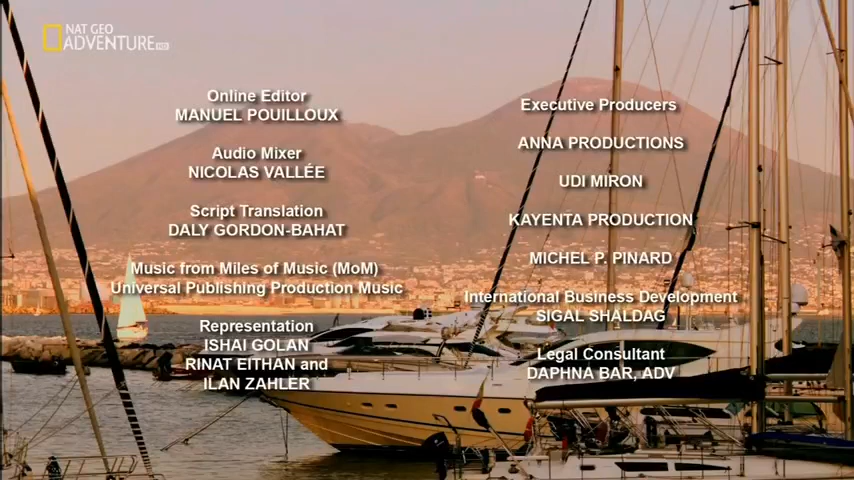 NAT GEO
ADVENTURE HD
Online Editor
MANUEL POUILLOUX
Audio Mixer
NICOLAS VALLÉE
Script Translation
DALY GORDON-BAHAT
Music from Miles of Music (MoM)
Universal Publishing Production Music
Representation
ISHAI GOLAN
RINAT EITHAN and
ILAN ZAHLER
Executive Producers
ANNA PRODUCTIONS
UDI MIRON
KAYENTA PRODUCTION
MICHEL P. PINARD
International Business Development
SIGAL SHALDAG
Legal Consultant
DAPHNA BAR, ADV